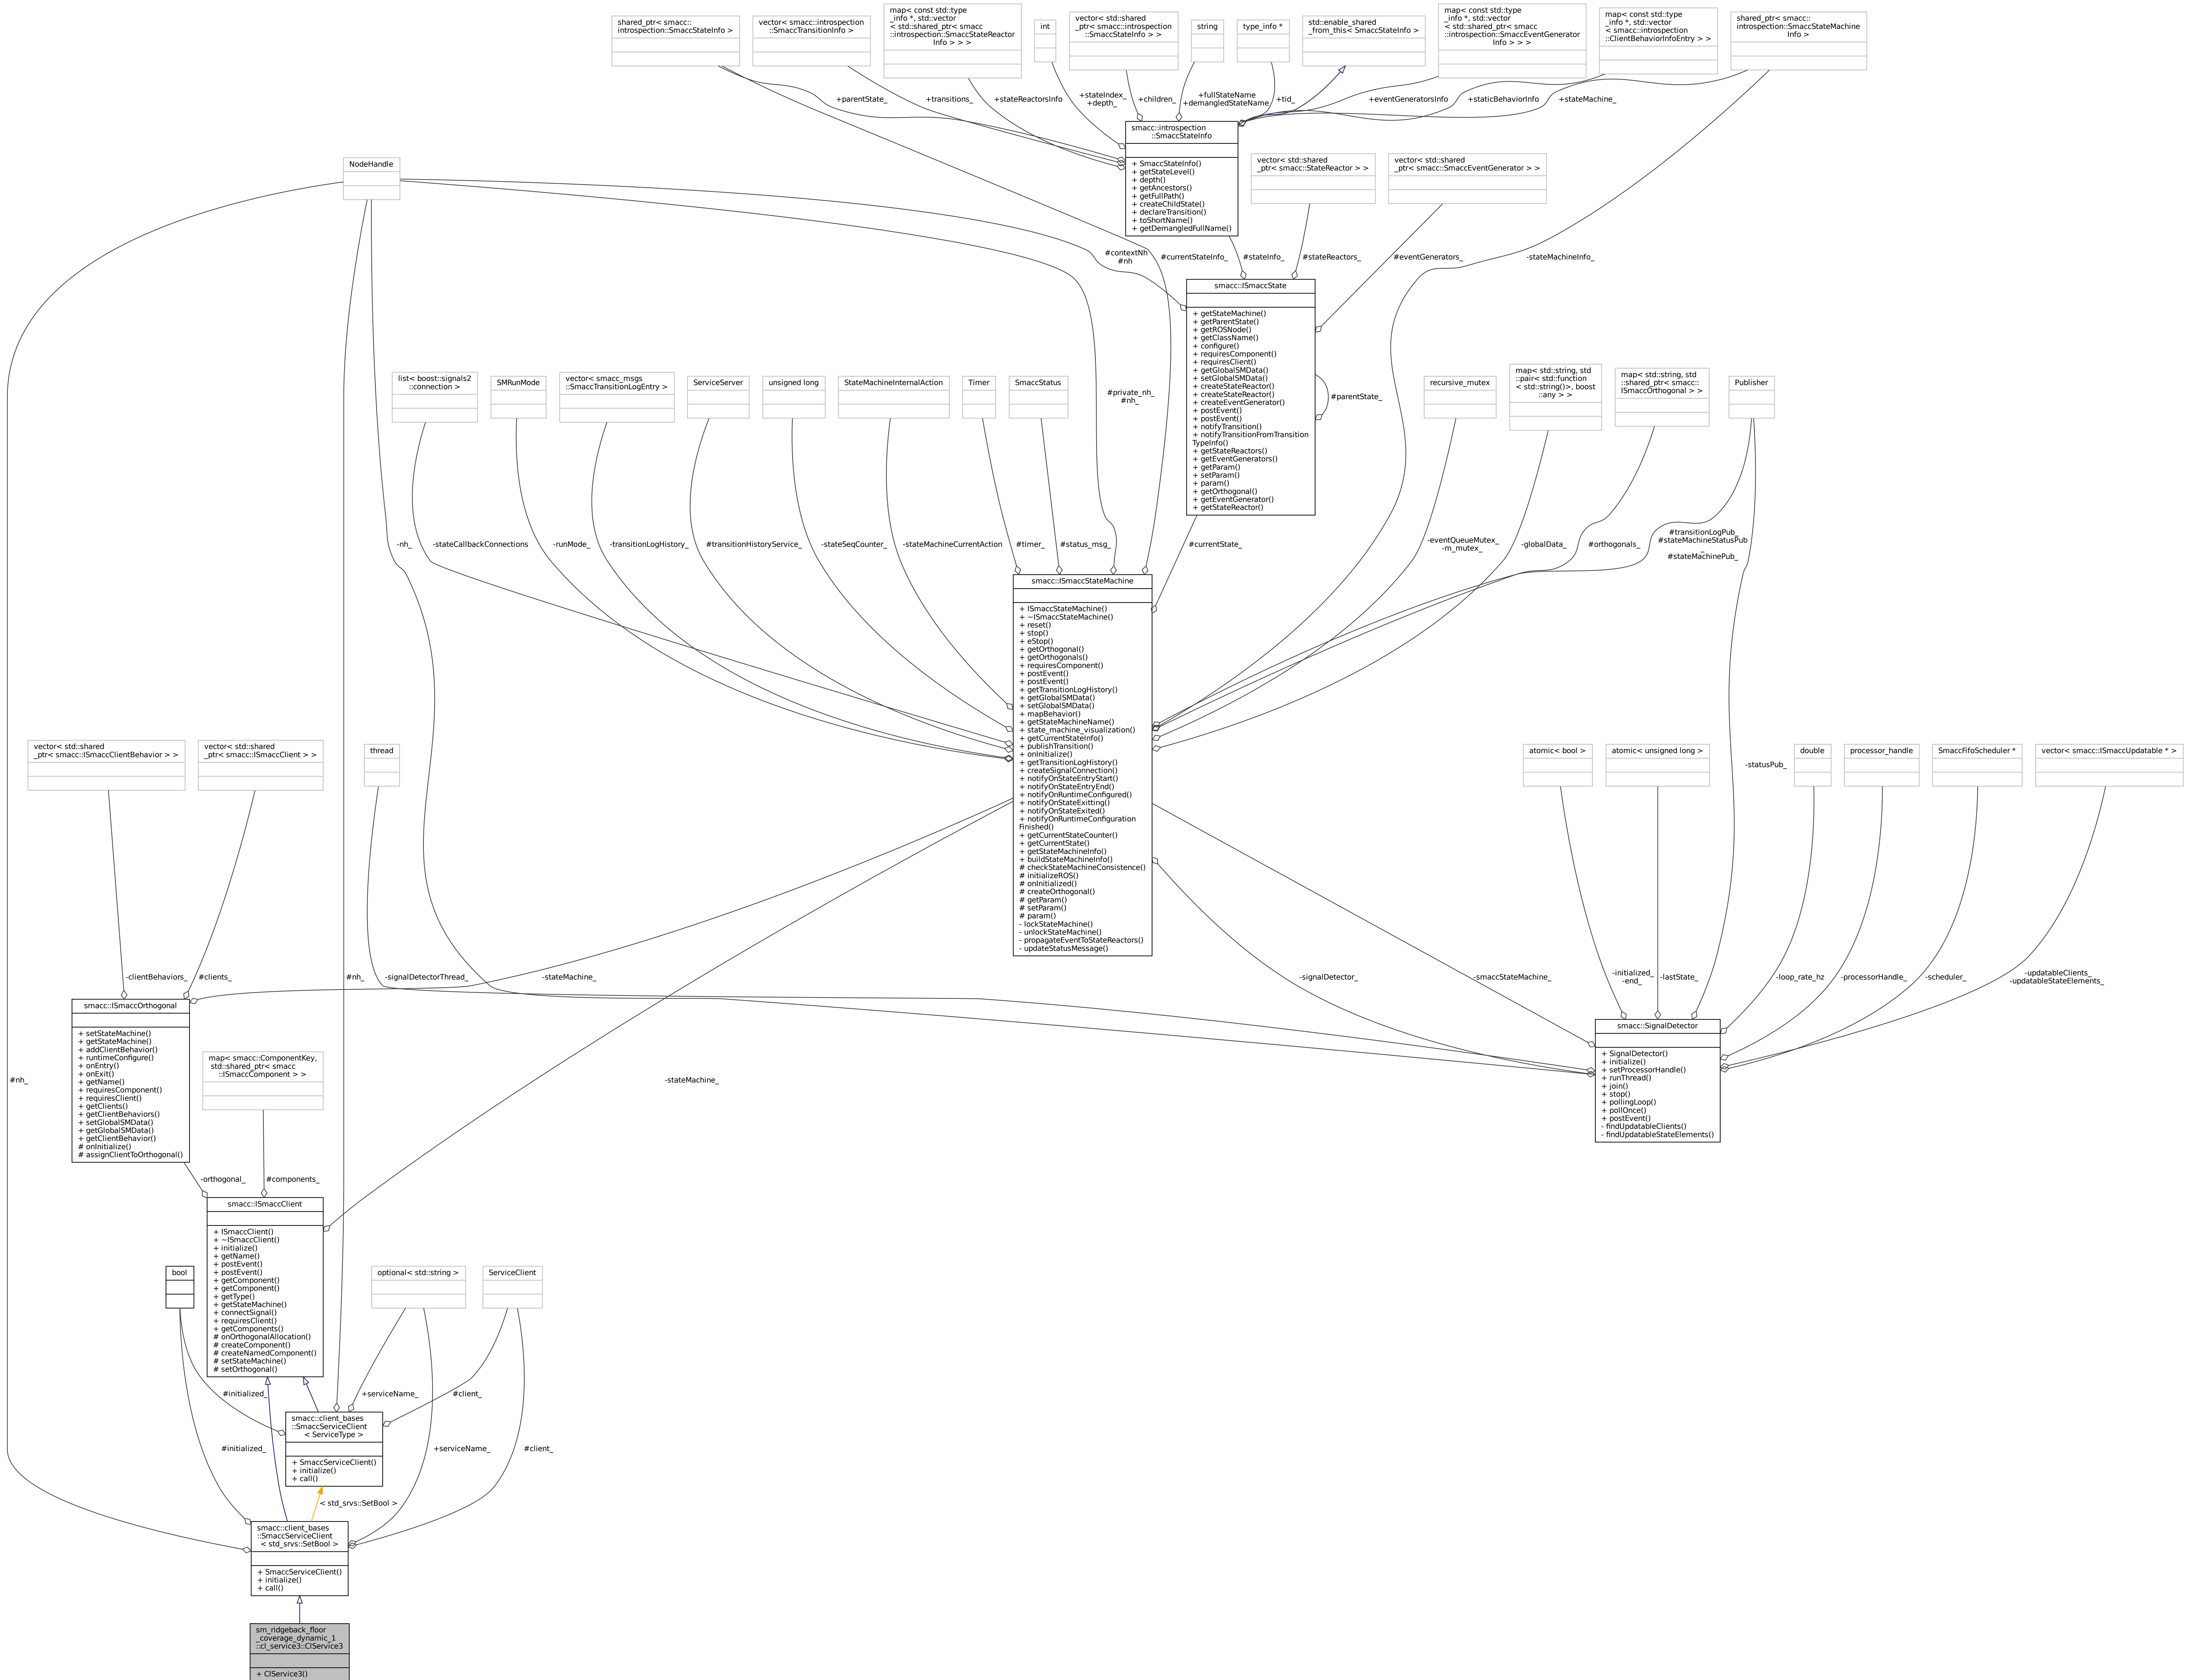 shared_ptr< smacc::
introspection::SmaccStateInfo >
vector< smacc::introspection
::SmaccTransitionInfo >
map< const std::type
_info *, std::vector
< std::shared_ptr< smacc
::introspection::SmaccStateReactor
Info > > >
int
vector< std::shared
_ptr< smacc::introspection
::SmaccStateInfo > >
string
type_info *
std::enable_shared
_from_this< SmaccStateInfo >
map< const std::type
_info *, std::vector
< std::shared_ptr< smacc
::introspection::SmaccEventGenerator
Info > > >
map< const std::type
_info *, std::vector
< smacc::introspection
::ClientBehaviorInfoEntry > >
shared_ptr< smacc::
introspection::SmaccStateMachine
Info >
+parentState_
+transitions_
+stateReactorsInfo
+stateIndex_
+depth_
+children_
+fullStateName
+demangledStateName
+tid_
+eventGeneratorsInfo
+staticBehaviorInfo
+stateMachine_
smacc::introspection
::SmaccStateInfo
+ SmaccStateInfo()
+ getStateLevel()
+ depth()
+ getAncestors()
+ getFullPath()
+ createChildState()
+ declareTransition()
+ toShortName()
+ getDemangledFullName()
vector< std::shared
_ptr< smacc::StateReactor > >
vector< std::shared
_ptr< smacc::SmaccEventGenerator > >
NodeHandle
#contextNh
#nh
#currentStateInfo_
#stateInfo_
#stateReactors_
#eventGenerators_
-stateMachineInfo_
smacc::ISmaccState
+ getStateMachine()
+ getParentState()
+ getROSNode()
+ getClassName()
+ configure()
+ requiresComponent()
+ requiresClient()
+ getGlobalSMData()
+ setGlobalSMData()
+ createStateReactor()
+ createStateReactor()
+ createEventGenerator()
+ postEvent()
+ postEvent()
+ notifyTransition()
+ notifyTransitionFromTransition
TypeInfo()
+ getStateReactors()
+ getEventGenerators()
+ getParam()
+ setParam()
+ param()
+ getOrthogonal()
+ getEventGenerator()
+ getStateReactor()
#parentState_
list< boost::signals2
::connection >
SMRunMode
vector< smacc_msgs
::SmaccTransitionLogEntry >
ServiceServer
unsigned long
StateMachineInternalAction
Timer
SmaccStatus
#private_nh_
#nh_
recursive_mutex
map< std::string, std
::pair< std::function
< std::string()>, boost
::any > >
map< std::string, std
::shared_ptr< smacc::
ISmaccOrthogonal > >
Publisher
-nh_
-stateCallbackConnections
-runMode_
-transitionLogHistory_
#transitionHistoryService_
-stateSeqCounter_
-stateMachineCurrentAction
#timer_
#status_msg_
#currentState_
-eventQueueMutex_
-m_mutex_
-globalData_
#orthogonals_
#transitionLogPub_
#stateMachineStatusPub
_
#stateMachinePub_
smacc::ISmaccStateMachine
+ ISmaccStateMachine()
+ ~ISmaccStateMachine()
+ reset()
+ stop()
+ eStop()
+ getOrthogonal()
+ getOrthogonals()
+ requiresComponent()
+ postEvent()
+ postEvent()
+ getTransitionLogHistory()
+ getGlobalSMData()
+ setGlobalSMData()
+ mapBehavior()
+ getStateMachineName()
+ state_machine_visualization()
+ getCurrentStateInfo()
+ publishTransition()
+ onInitialize()
+ getTransitionLogHistory()
+ createSignalConnection()
+ notifyOnStateEntryStart()
+ notifyOnStateEntryEnd()
+ notifyOnRuntimeConfigured()
+ notifyOnStateExitting()
+ notifyOnStateExited()
+ notifyOnRuntimeConfiguration
Finished()
+ getCurrentStateCounter()
+ getCurrentState()
+ getStateMachineInfo()
+ buildStateMachineInfo()
# checkStateMachineConsistence()
# initializeROS()
# onInitialized()
# createOrthogonal()
# getParam()
# setParam()
# param()
- lockStateMachine()
- unlockStateMachine()
- propagateEventToStateReactors()
- updateStatusMessage()
vector< std::shared
_ptr< smacc::ISmaccClientBehavior > >
vector< std::shared
_ptr< smacc::ISmaccClient > >
thread
-statusPub_
atomic< bool >
atomic< unsigned long >
double
processor_handle
SmaccFifoScheduler *
vector< smacc::ISmaccUpdatable * >
-clientBehaviors_
#clients_
#nh_
-signalDetectorThread_
-stateMachine_
-signalDetector_
-smaccStateMachine_
-initialized_
-end_
-lastState_
-loop_rate_hz
-processorHandle_
-scheduler_
-updatableClients_
-updatableStateElements_
smacc::ISmaccOrthogonal
+ setStateMachine()
+ getStateMachine()
+ addClientBehavior()
+ runtimeConfigure()
+ onEntry()
+ onExit()
+ getName()
+ requiresComponent()
+ requiresClient()
+ getClients()
+ getClientBehaviors()
+ setGlobalSMData()
+ getGlobalSMData()
+ getClientBehavior()
# onInitialize()
# assignClientToOrthogonal()
smacc::SignalDetector
+ SignalDetector()
+ initialize()
+ setProcessorHandle()
+ runThread()
+ join()
+ stop()
+ pollingLoop()
+ pollOnce()
+ postEvent()
- findUpdatableClients()
- findUpdatableStateElements()
map< smacc::ComponentKey,
std::shared_ptr< smacc
::ISmaccComponent > >
#nh_
-stateMachine_
-orthogonal_
#components_
smacc::ISmaccClient
+ ISmaccClient()
+ ~ISmaccClient()
+ initialize()
+ getName()
+ postEvent()
+ postEvent()
+ getComponent()
+ getComponent()
+ getType()
+ getStateMachine()
+ connectSignal()
+ requiresClient()
+ getComponents()
# onOrthogonalAllocation()
# createComponent()
# createNamedComponent()
# setStateMachine()
# setOrthogonal()
bool
optional< std::string >
ServiceClient
#initialized_
+serviceName_
#client_
smacc::client_bases
::SmaccServiceClient
< ServiceType >
+ SmaccServiceClient()
+ initialize()
+ call()
#initialized_
+serviceName_
#client_
< std_srvs::SetBool >
smacc::client_bases
::SmaccServiceClient
< std_srvs::SetBool >
+ SmaccServiceClient()
+ initialize()
+ call()
sm_ridgeback_floor
_coverage_dynamic_1
::cl_service3::ClService3
+ ClService3()